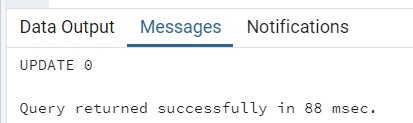 Data Output Messages Notifications
UPDATE 0
Query returned successfully in 88 msec.